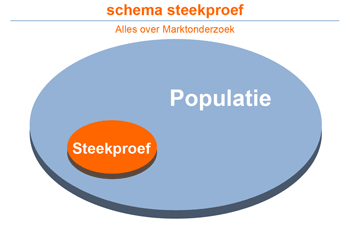 schema steekproef
Alles over Marktonderzoek
Populatie
Steekproef